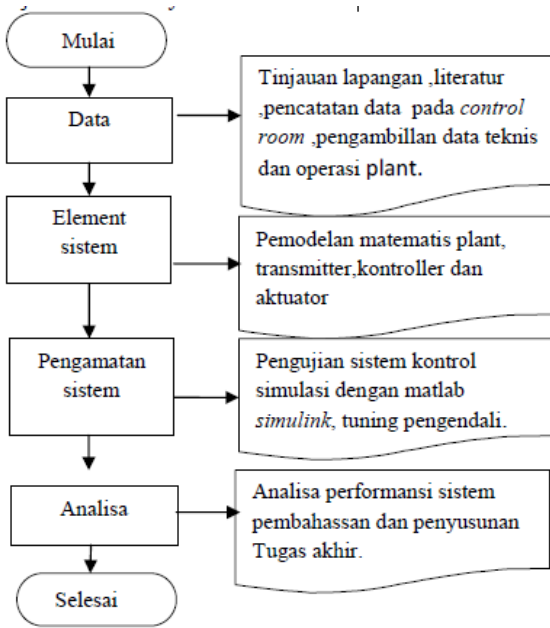 Mulai
Data
Tinjauan lapangan ,literatur
,pencatatan data pada control
room ,pengambillan data teknis
dan operasi plant.
Element
sistem
Pemodelan matematis plant,
transmitter,kontroller dan
aktuator
Pengamatan
sistem
Pengujian sistem kontrol
simulasi dengan matlab
simulink, tuning pengendali.
Analisa
Analisa performansi sistem
pembahassan dan penyusunan
Tugas akhir.
Selesai